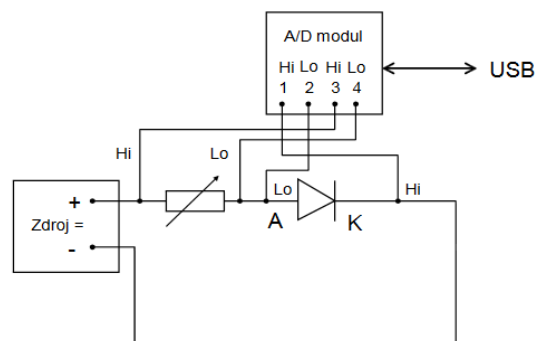 A/D modul
Hi Lo Hi Lo
1 2 3 4
USB
Hi
Lo
+
Zdroj =
-
Lo
Hi
A
K